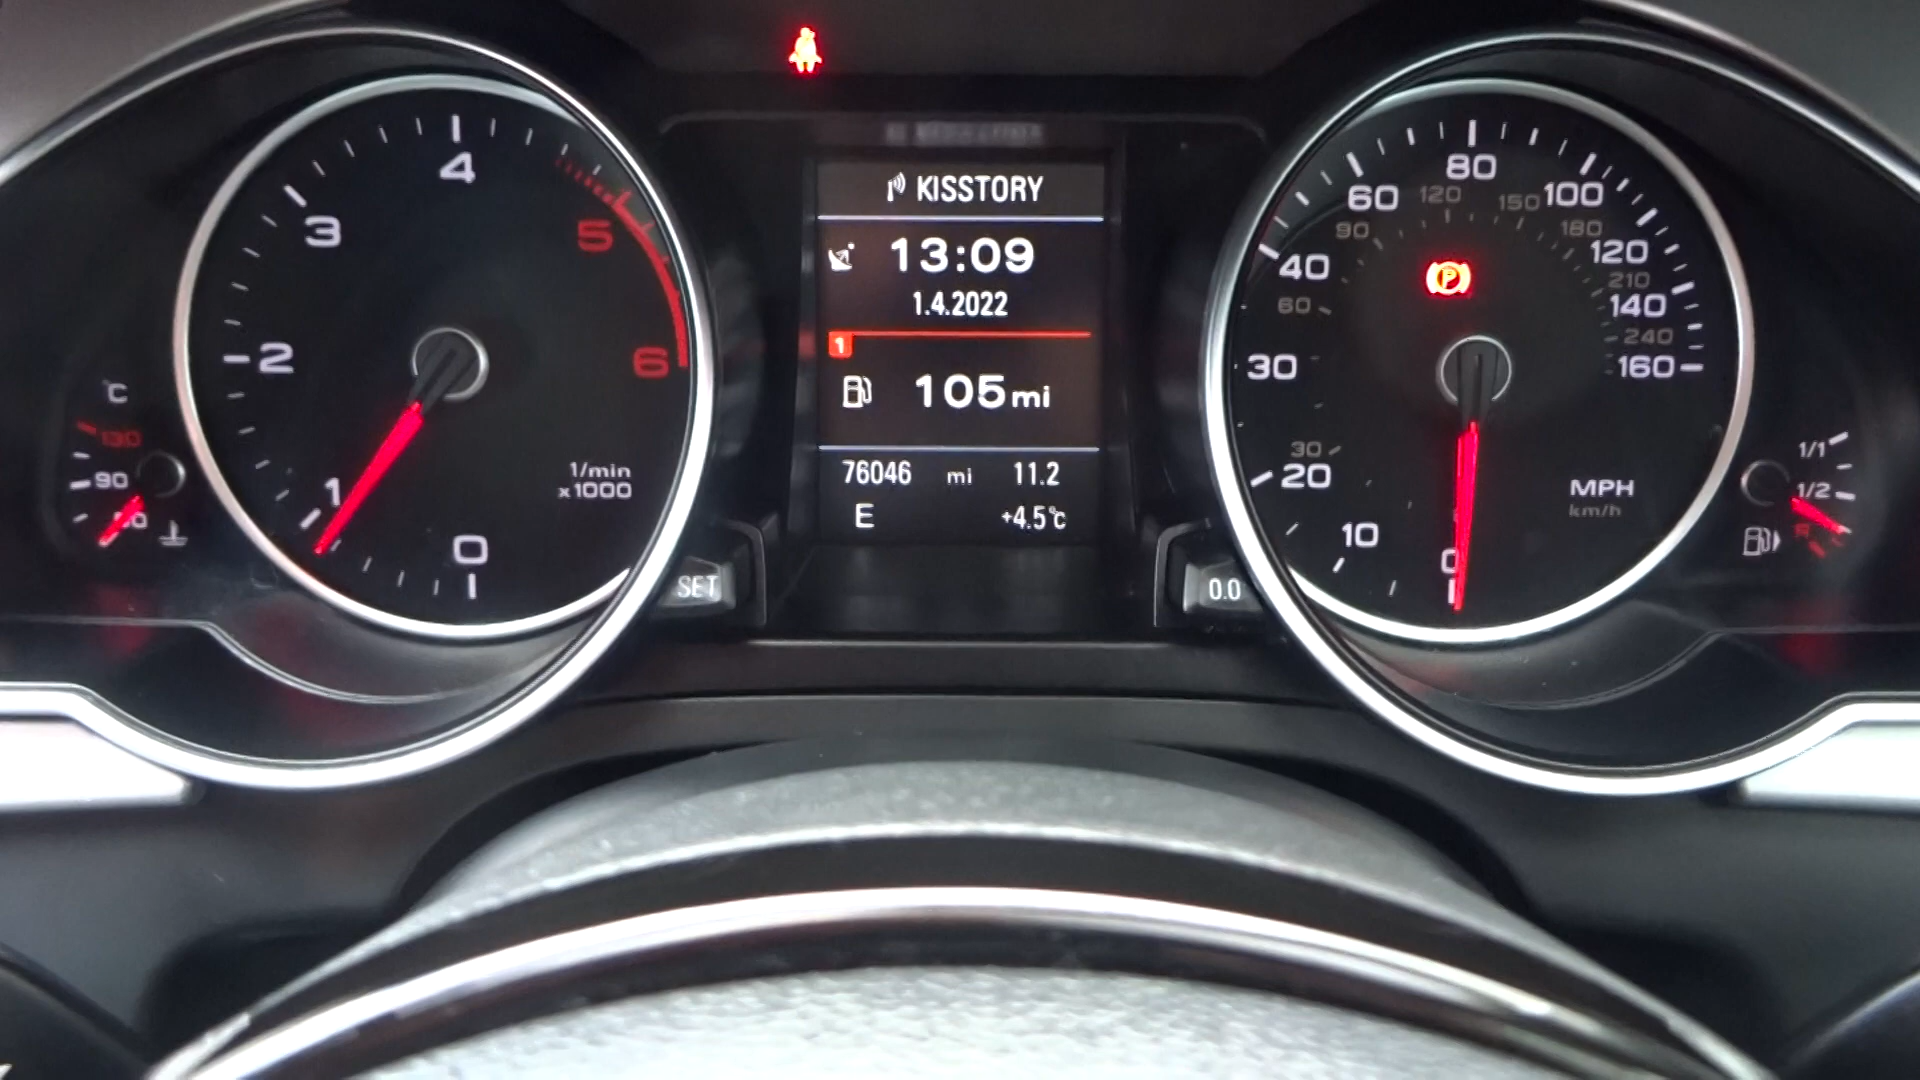 KISSTORY
13:09
1.4.2022
1
105 mi
76046 mi 11.2
E +4.5°C
SET
0.0
0
1
2
3
4
5
6
1/min
x1000
°C
130
90
0
10
20
30
40
60
80
100
120
140
160
30
60
90
120
150
180
210
240
P
MPH
km/h
1/1
1/2
R